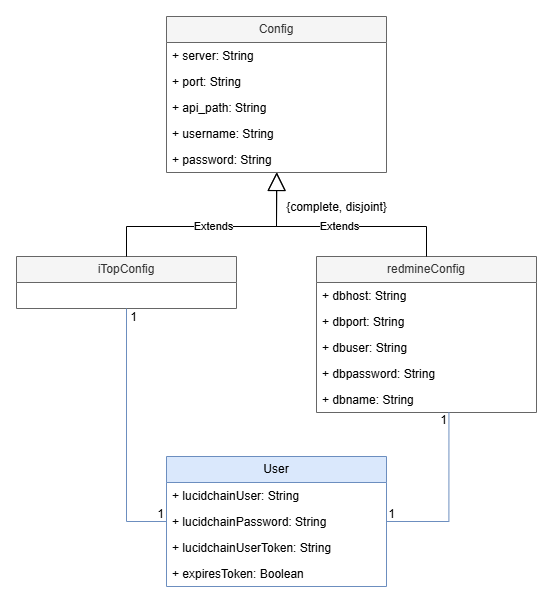 Config
+ server: String
+ port: String
+ api_path: String
+ username: String
+ password: String
{complete, disjoint}
Extends
Extends
iTopConfig
redmineConfig
+ dbhost: String
+ dbport: String
+ dbuser: String
+ dbpassword: String
+ dbname: String
1
1
User
+ lucidchainUser: String
+ lucidchainPassword: String
+ lucidchainUserToken: String
+ expiresToken: Boolean
1
1